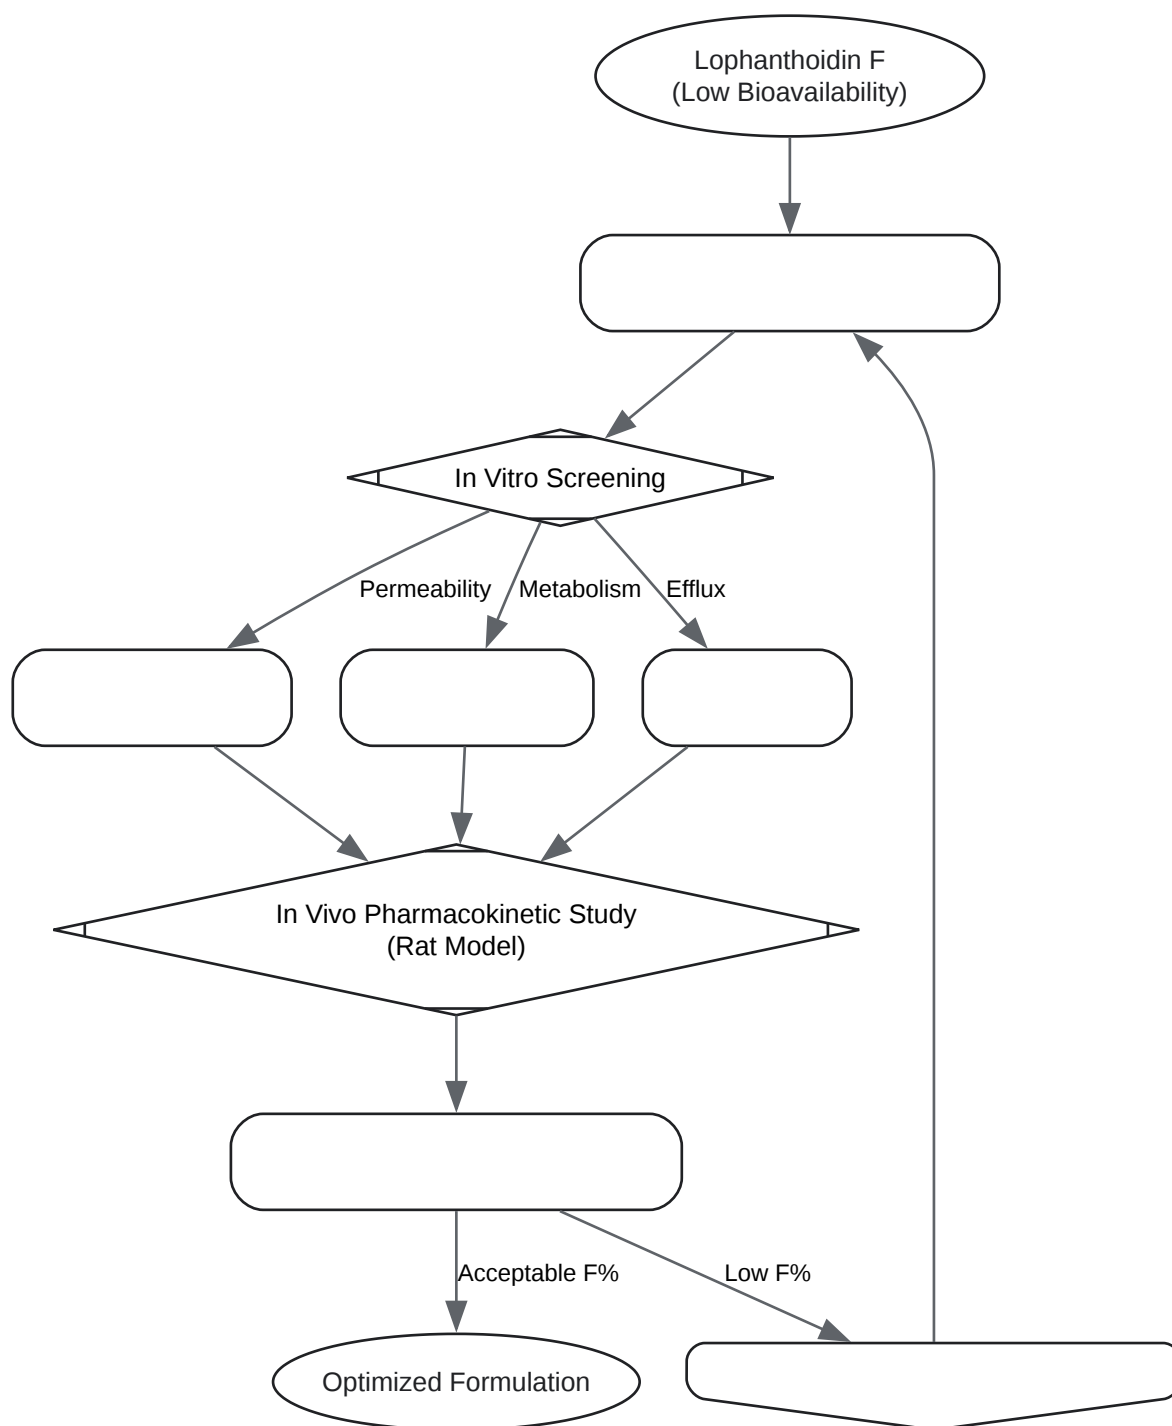 Lophanthoidin F
(Low Bioavailability)
In Vitro Screening
Permeability
Metabolism
Efflux
In Vivo Pharmacokinetic Study
(Rat Model)
Acceptable F%
Low F%
Optimized Formulation